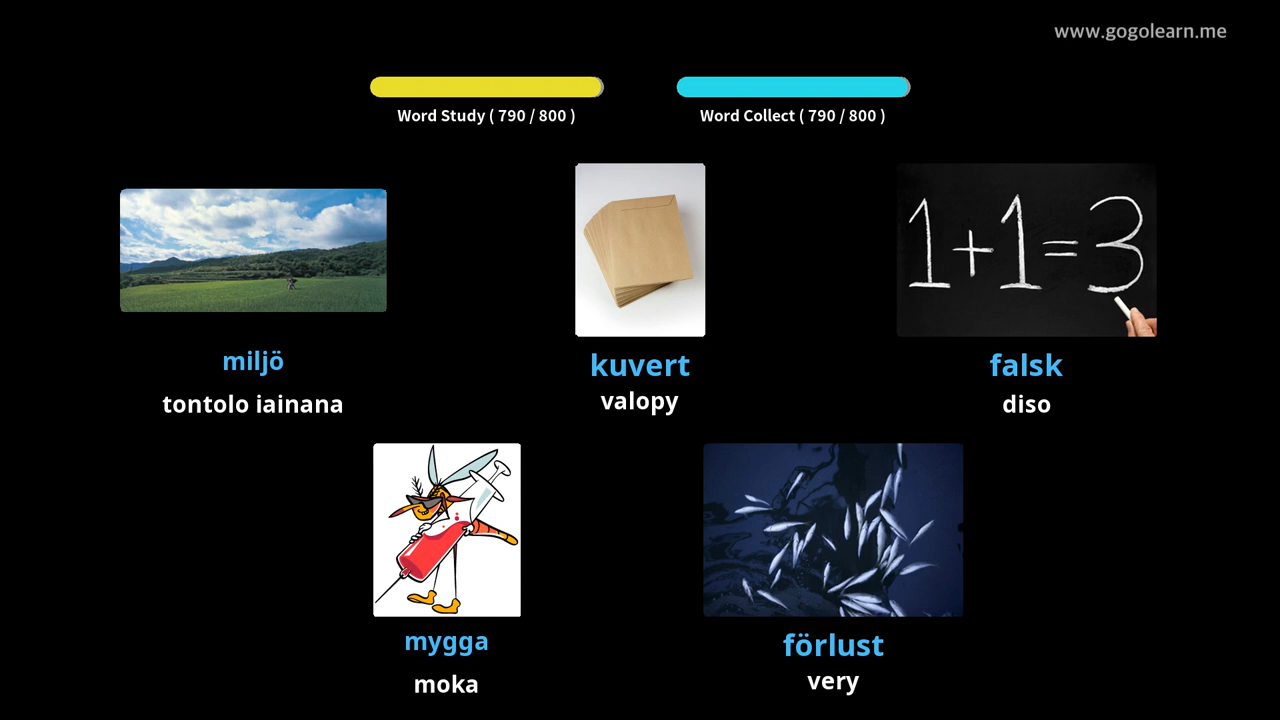 www.gogolearn.me
Word Study ( 790 / 800 )
Word Collect ( 790 / 800 )
1+1=3
miljö
tontolo iainana
kuvert
valopy
falsk
diso
mygga
moka
förlust
very